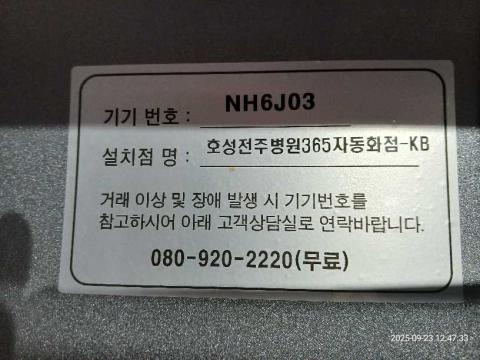 기기 번호 : NH6J03
설치점 명 : 호성전주병원365자동화점-KB
거래 이상 및 장애 발생 시 기기번호를
참고하시어 아래 고객상담실로 연락바랍니다.
080-920-2220(무료)
2025-09-23 12:47:33